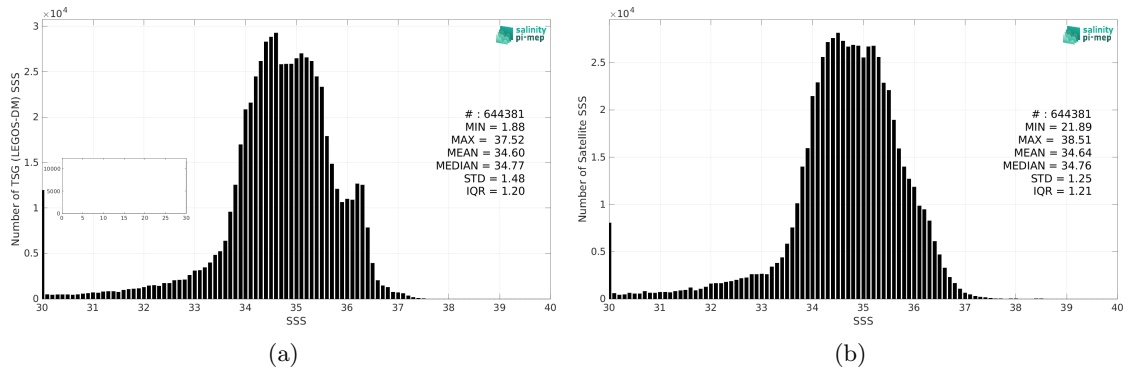 ×10⁴
3
2.5
2
1.5
1
0.5
0
Number of TSG (LEGOS-DM) SSS
salinity
pi-mep
# : 644381
MIN = 1.88
MAX = 37.52
MEAN = 34.60
MEDIAN = 34.77
STD = 1.48
IQR = 1.20
10000
5000
0
0 5 10 15 20 25 30
30 31 32 33 34 35 36 37 38 39 40
SSS
(a)
×10⁴
2.5
2
1.5
1
0.5
0
Number of Satellite SSS
salinity
pi-mep
# : 644381
MIN = 21.89
MAX = 38.51
MEAN = 34.64
MEDIAN = 34.76
STD = 1.25
IQR = 1.21
30 31 32 33 34 35 36 37 38 39 40
SSS
(b)